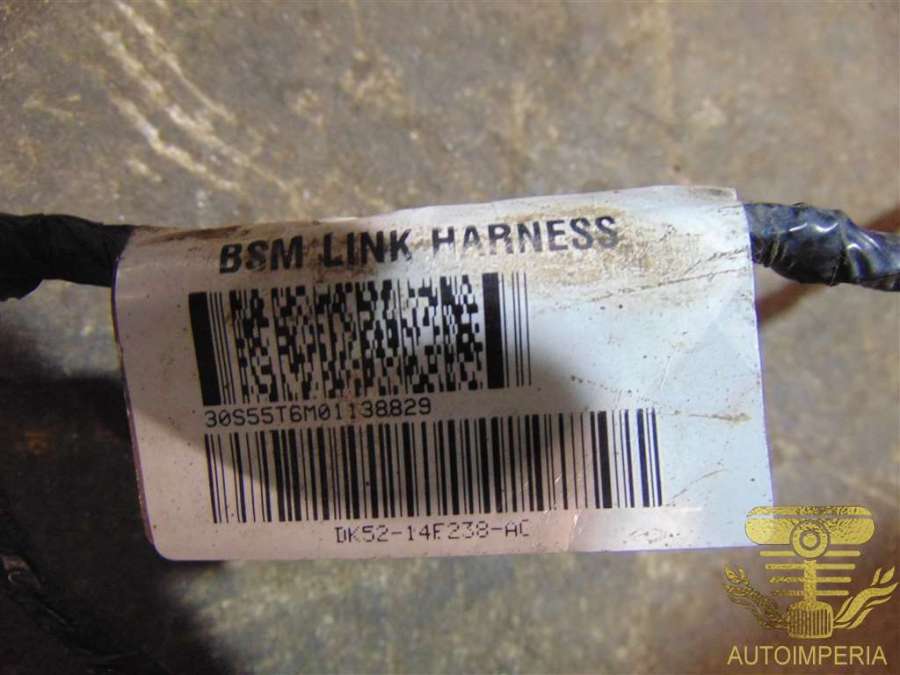 BSM LINK HARNESS
30S55T6M01138829
DK52-14F238-AC
AUTOIMPERIA